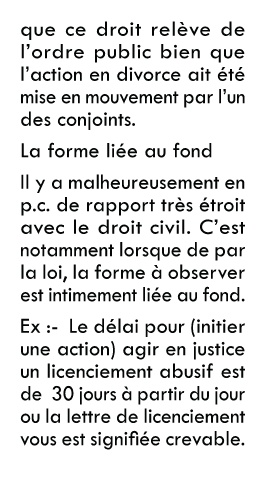 que ce droit relève de
l'ordre public bien que
l'action en divorce ait été
mise en mouvement par l'un
des conjoints.
La forme liée au fond
Il y a malheureusement en
p.c. de rapport très étroit
avec le droit civil. C'est
notamment lorsque de par
la loi, la forme à observer
est intimement liée au fond.
Ex :- Le délai pour (initier
une action) agir en justice
un licenciement abusif est
de 30 jours à partir du jour
ou la lettre de licenciement
vous est signifiée crevable.